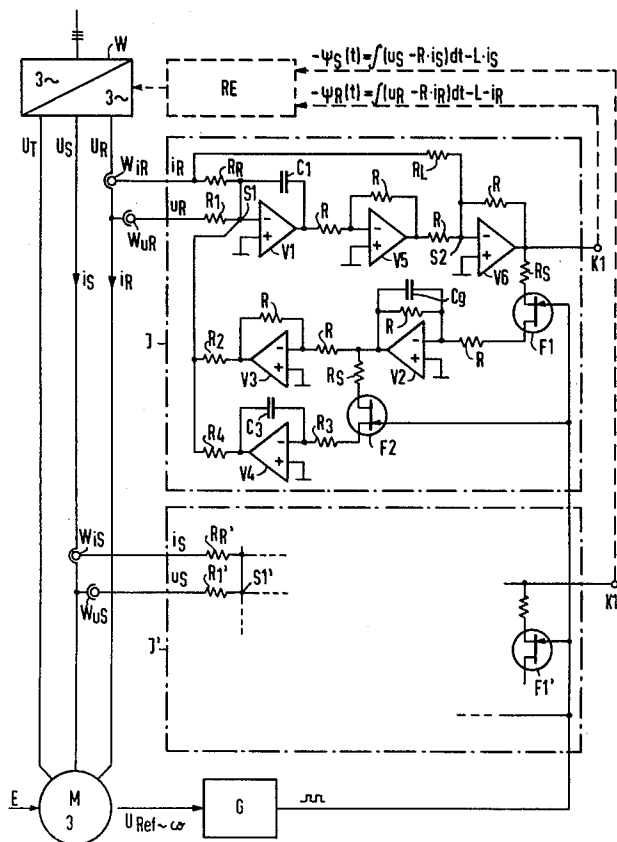 W
3~
3~
RE
-ψS(t)=∫(uS-R·iS)dt-L·iS
-ψR(t)=∫(uR-R·iR)dt-L-iR
UT
US
UR
WiR
iR
RR
C1
RL
R
R
R1
S1
uR
WuR
V1
R
V5
R
S2
V6
K1
RS
iS
iR
R
Cg
R
F1
J
R2
V3
R
RS
V2
R
C3
R4
R3
V4
F2
WiS
iS
RR'
uS
R1'
S1'
WuS
K1
J'
F1'
E
M
3
U Ref~ω
G